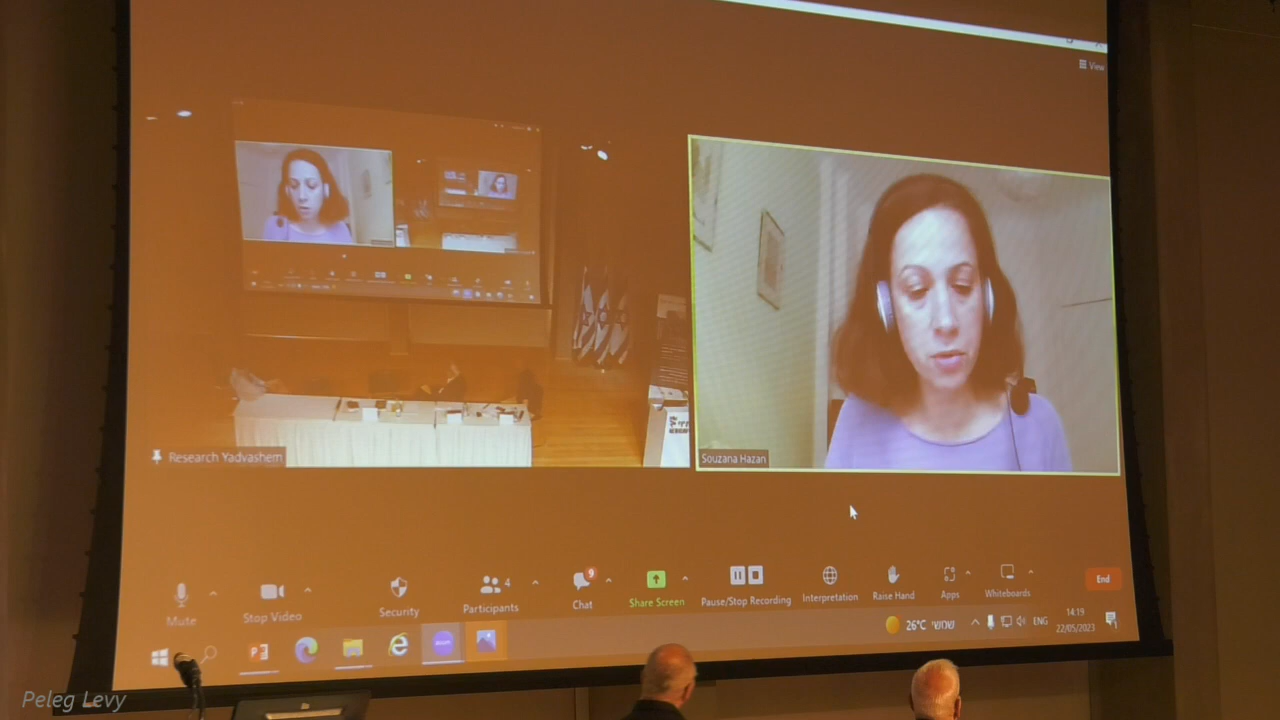 View
Research Yadvashem
Souzana Hazan
Mute
Stop Video
Security
Participants
4
Chat
9
Share Screen
Pause/Stop Recording
Interpretation
Raise Hand
Apps
Whiteboards
End
26°C שרושי
ENG
14:19
22/05/2023
Peleg Levy